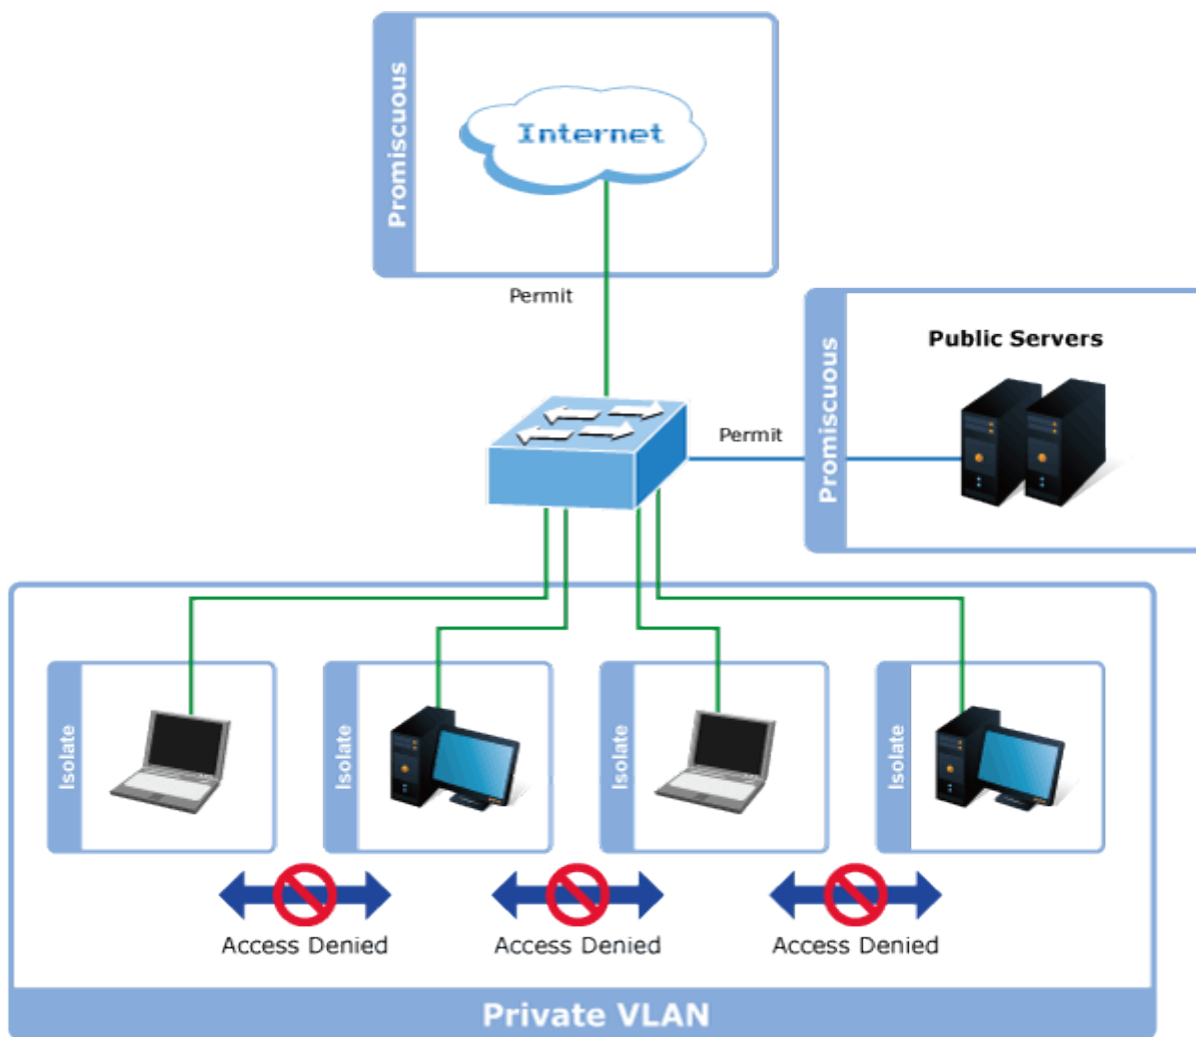 Promiscuous
Internet
Permit
Promiscuous
Public Servers
Permit
Isolate
Isolate
Isolate
Isolate
Access Denied
Access Denied
Access Denied
Private VLAN